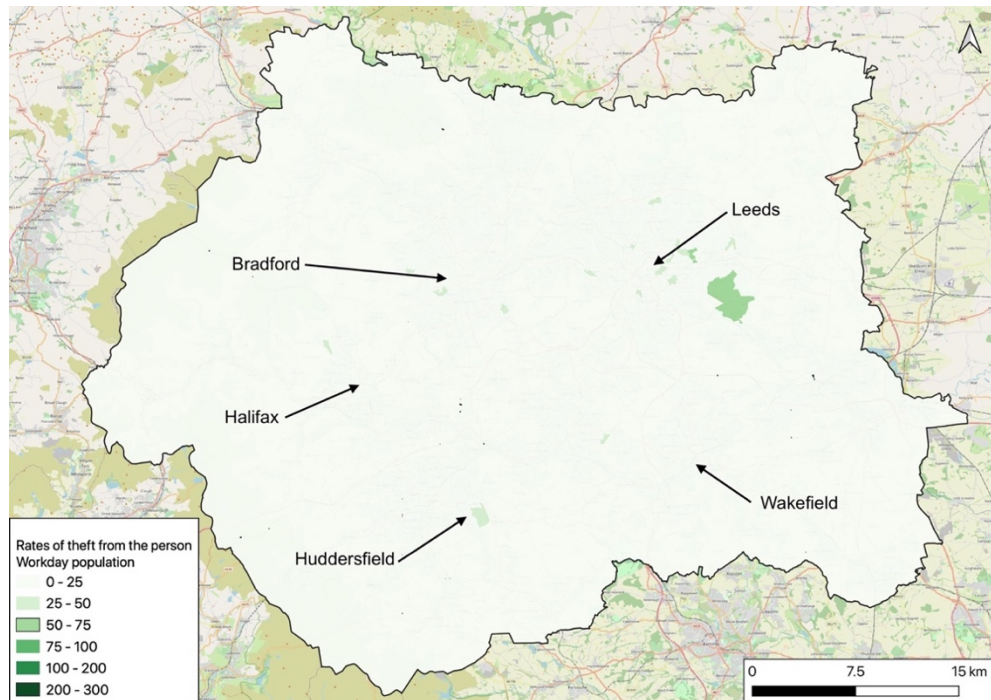 Leeds
Bradford
Halifax
Wakefield
Huddersfield
Rates of theft from the person
Workday population
0 - 25
25 - 50
50 - 75
75 - 100
100 - 200
200 - 300
0 7.5 15 km